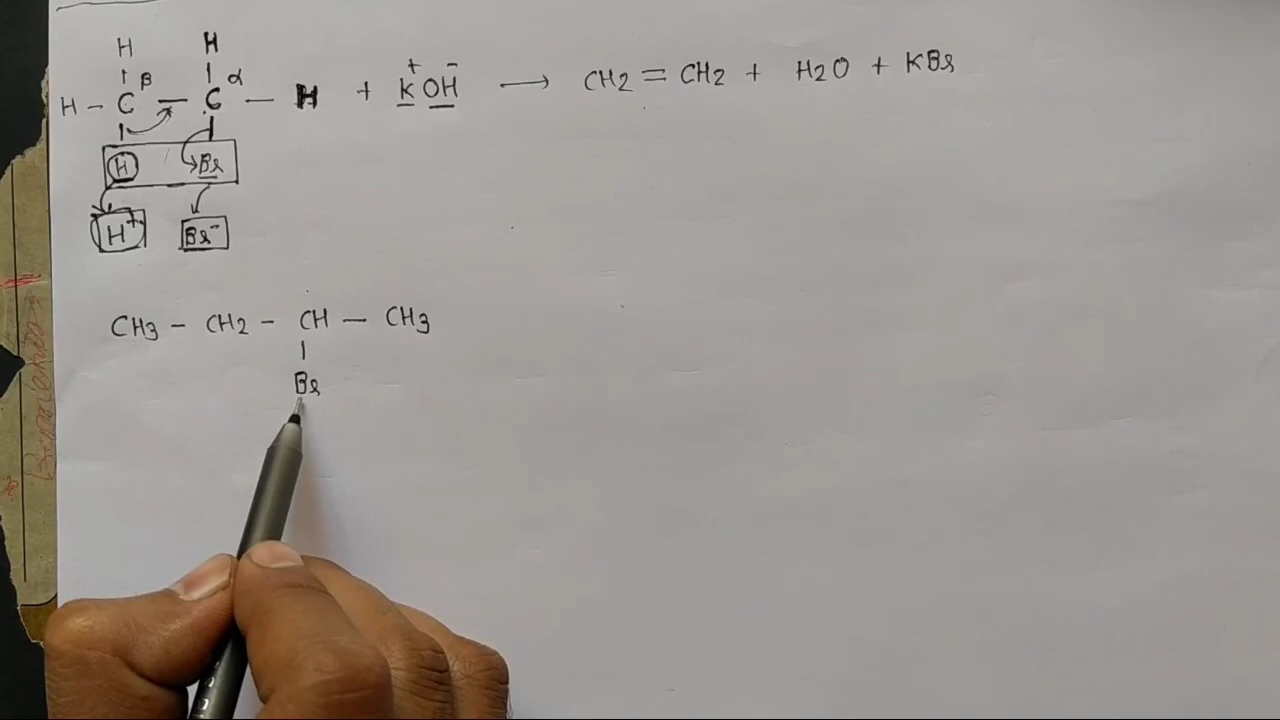 H H
β α
H - C - C - H + K⁺ OH⁻ ⟶ CH2 = CH2 + H2O + KBr
H Br
H⁺ Br⁻
CH3 - CH2 - CH - CH3
Br